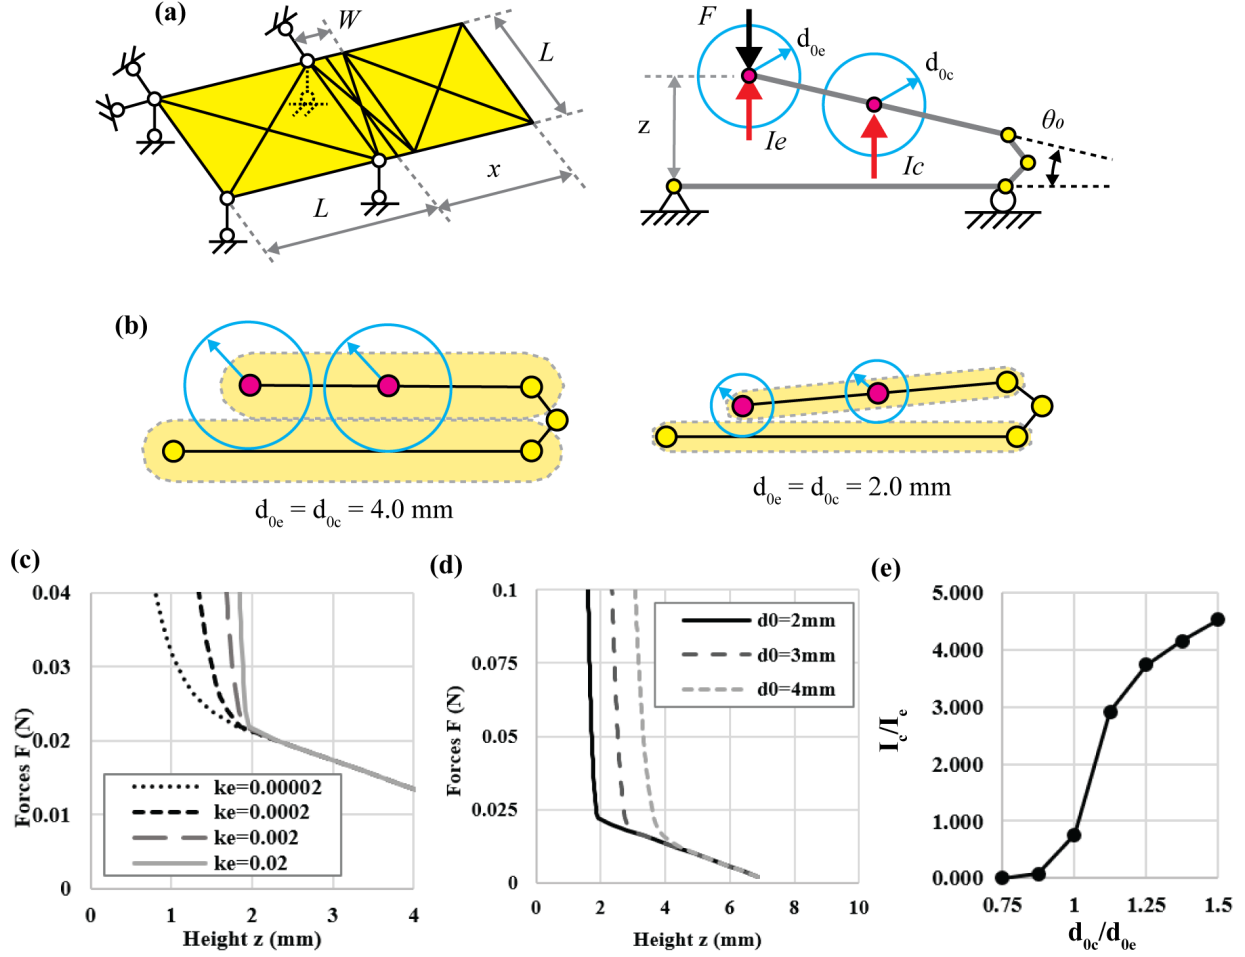 (a)
W
L
x
L
F
d0e
d0c
z
Ie
Ic
θ0
(b)
d0e = d0c = 4.0 mm
d0e = d0c = 2.0 mm
(c)
0.04
0.03
0.02
0.01
0
Forces F (N)
ke=0.00002
ke=0.0002
ke=0.002
ke=0.02
0 1 2 3 4
Height z (mm)
(d)
0.1
0.075
0.05
0.025
0
Forces F (N)
d0=2mm
d0=3mm
d0=4mm
0 2 4 6 8 10
Height z (mm)
(e)
5.000
4.000
3.000
2.000
1.000
0.000
Ic/Ie
0.75 1 1.25 1.5
d0c/d0e